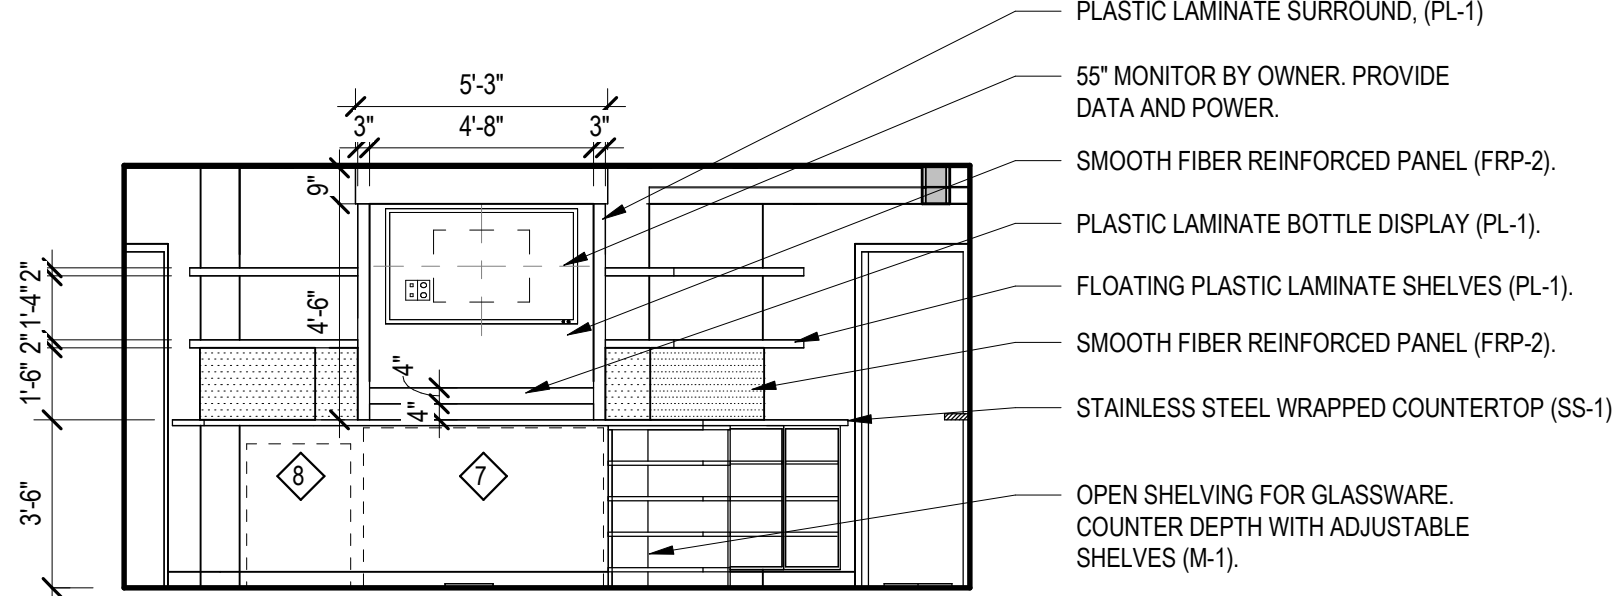 PLASTIC LAMINATE SURROUND, (PL-1)
55" MONITOR BY OWNER. PROVIDE
DATA AND POWER.
SMOOTH FIBER REINFORCED PANEL (FRP-2).
PLASTIC LAMINATE BOTTLE DISPLAY (PL-1).
FLOATING PLASTIC LAMINATE SHELVES (PL-1).
SMOOTH FIBER REINFORCED PANEL (FRP-2).
STAINLESS STEEL WRAPPED COUNTERTOP (SS-1)
OPEN SHELVING FOR GLASSWARE.
COUNTER DEPTH WITH ADJUSTABLE
SHELVES (M-1).
5'-3"
3" 4'-8" 3"
9"
4'-6"
2"
1'-4"
2"
1'-6"
3'-6"
4"
4"
8
7